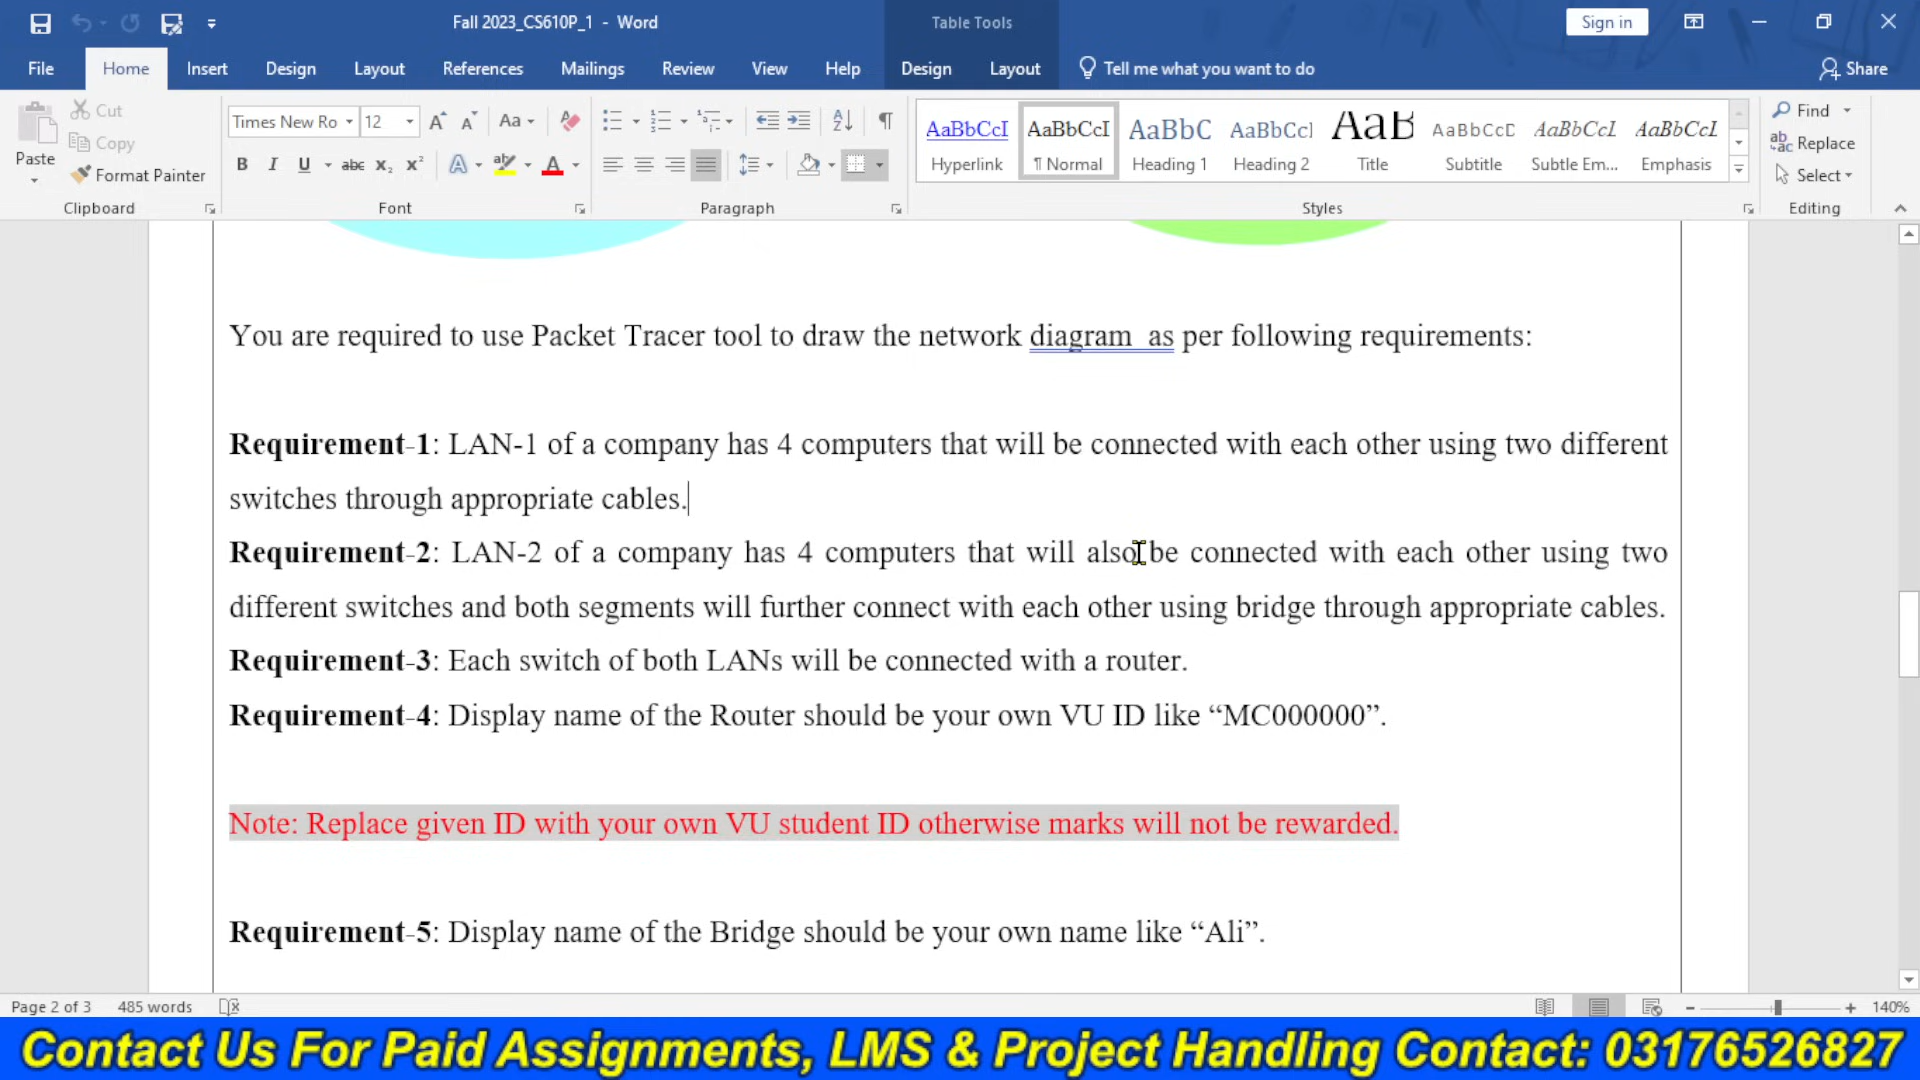 Fall 2023_CS610P_1 - Word
Table Tools
Sign in
File Home Insert Design Layout References Mailings Review View Help Design Layout Tell me what you want to do Share
Paste
Cut
Copy
Format Painter
Times New Ro 12
Aa
B I U abc x₂ x² A A
AaBbCcI AaBbCcI AaBbC AaBbCcI AaB AaBbCcD AaBbCcI AaBbCcI
Hyperlink ¶ Normal Heading 1 Heading 2 Title Subtitle Subtle Em... Emphasis
Find
Replace
Select
Clipboard Font Paragraph Styles Editing
You are required to use Packet Tracer tool to draw the network diagram  as per following requirements:
Requirement-1: LAN-1 of a company has 4 computers that will be connected with each other using two different
switches through appropriate cables.
Requirement-2: LAN-2 of a company has 4 computers that will also be connected with each other using two
different switches and both segments will further connect with each other using bridge through appropriate cables.
Requirement-3: Each switch of both LANs will be connected with a router.
Requirement-4: Display name of the Router should be your own VU ID like “MC000000”.
Note: Replace given ID with your own VU student ID otherwise marks will not be rewarded.
Requirement-5: Display name of the Bridge should be your own name like “Ali”.
Page 2 of 3 485 words 140%
Contact Us For Paid Assignments, LMS & Project Handling Contact: 03176526827